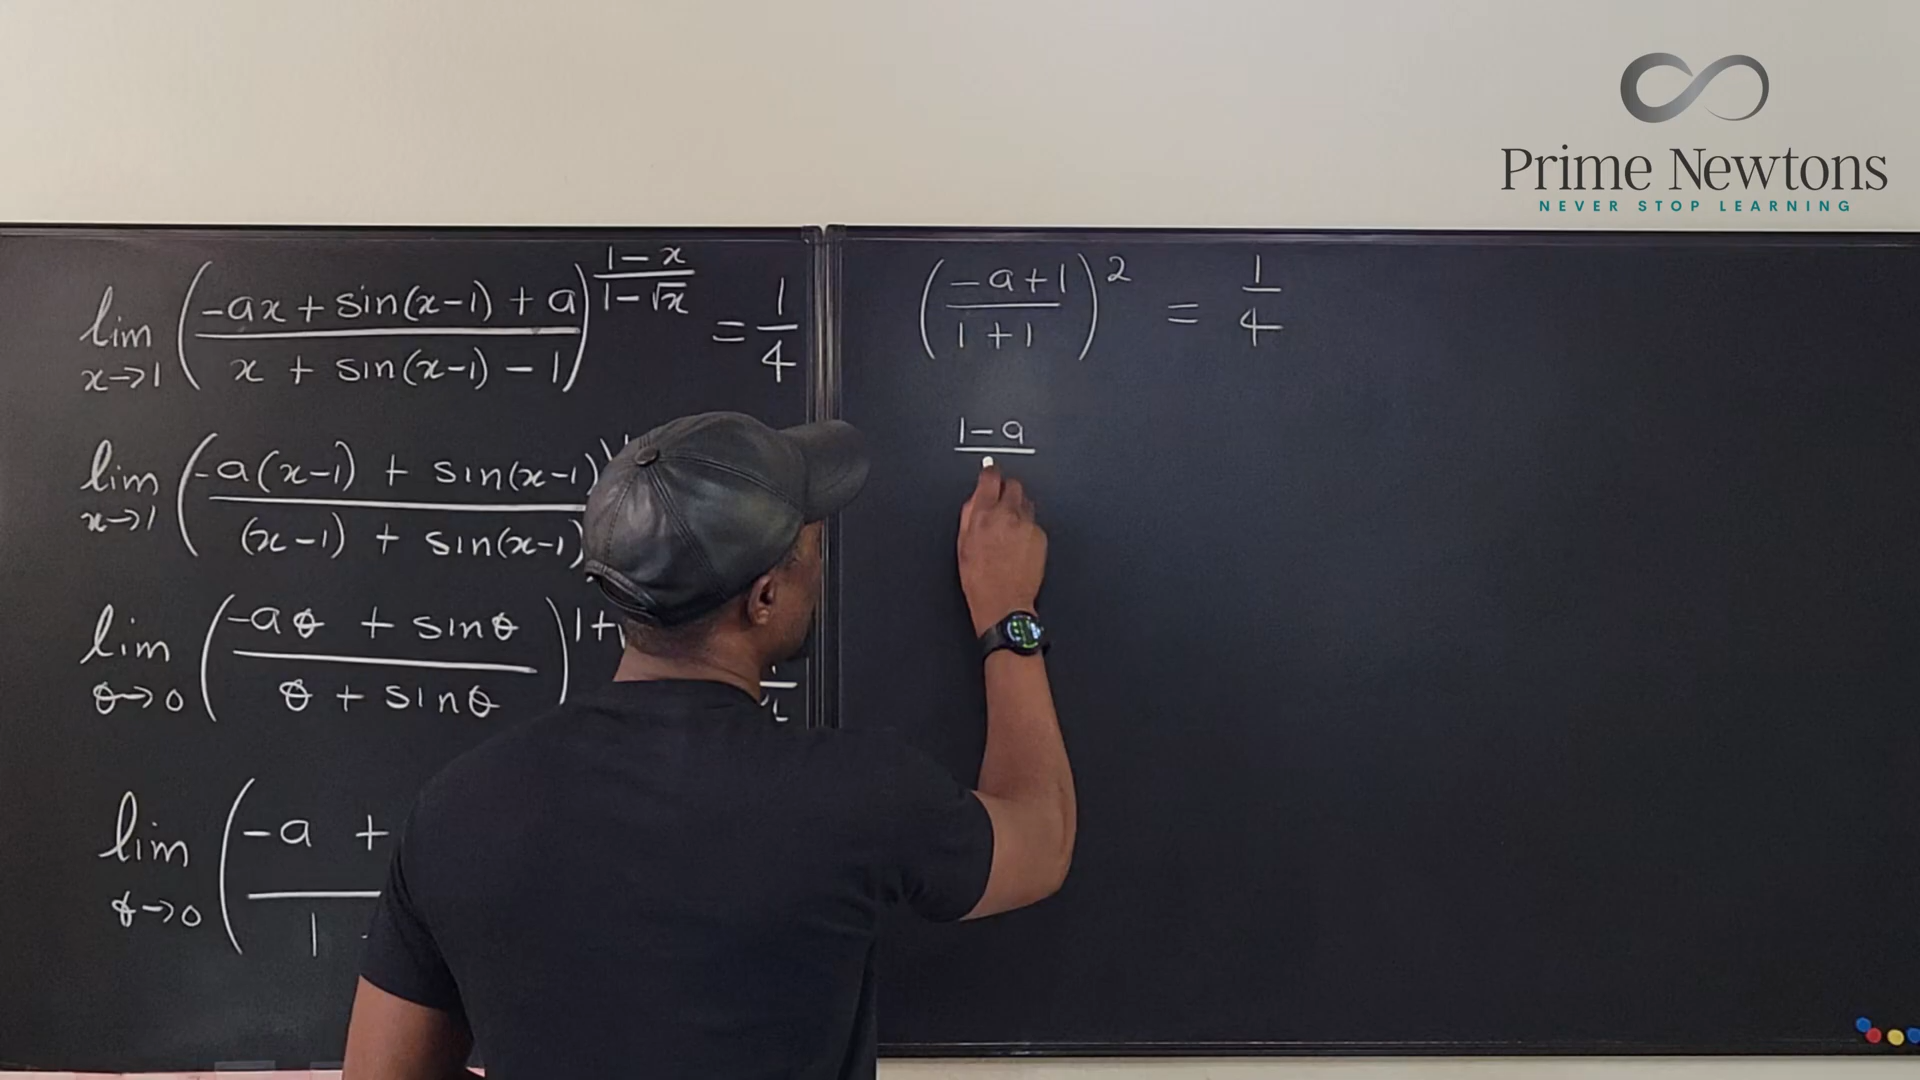 Prime Newtons
NEVER STOP LEARNING
lim x→1 (-ax + sin(x-1) + a / x + sin(x-1) - 1)^(1-x / 1-√x) = 1/4
lim x→1 (-a(x-1) + sin(x-1) / (x-1) + sin(x-1)
lim θ→0 (-aθ + sinθ / θ + sinθ)^1+
lim θ→0 (-a + / 1
(-a+1 / 1+1)² = 1/4
1-a